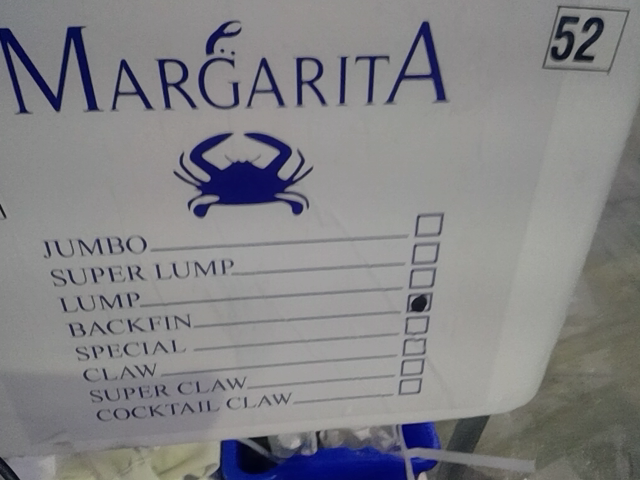 52
MARGARITA
JUMBO
SUPER LUMP
LUMP
BACKFIN
SPECIAL
CLAW
SUPER CLAW
COCKTAIL CLAW